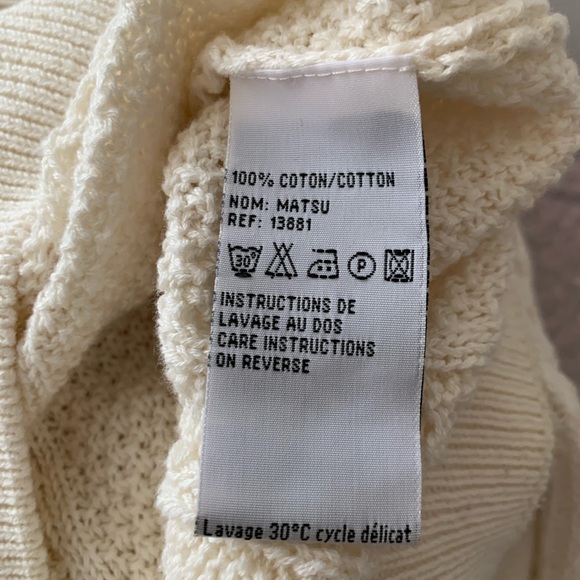 100% COTON/COTTON
NOM: MATSU
REF: 13881
30°
P
INSTRUCTIONS DE
LAVAGE AU DOS
CARE INSTRUCTIONS
ON REVERSE
Lavage 30°C cycle délicat